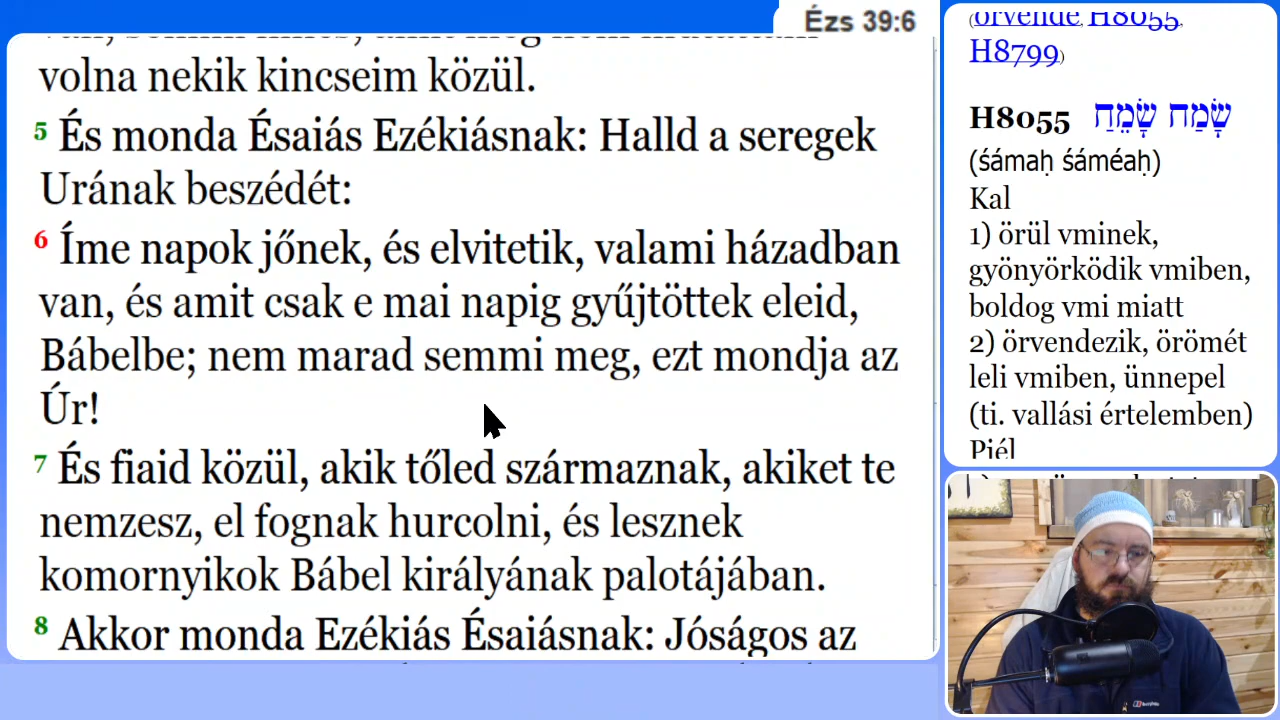 Ézs 39:6
volna nekik kincseim közül.
5 És monda Ésaiás Ezékiásnak: Halld a seregek
Urának beszédét:
6 Íme napok jőnek, és elvitetik, valami házadban
van, és amit csak e mai napig gyűjtöttek eleid,
Bábelbe; nem marad semmi meg, ezt mondja az
Úr!
7 És fiaid közül, akik tőled származnak, akiket te
nemzesz, el fognak hurcolni, és lesznek
komornyikok Bábel királyának palotájában.
8 Akkor monda Ezékiás Ésaiásnak: Jóságos az
(örvende, H8055,
H8799)
H8055 שָׂמַח שָׂמֵחַ
(śámaḥ śáméaḥ)
Kal
1) örül vminek,
gyönyörködik vmiben,
boldog vmi miatt
2) örvendezik, örömét
leli vmiben, ünnepel
(ti. vallási értelemben)
Piél